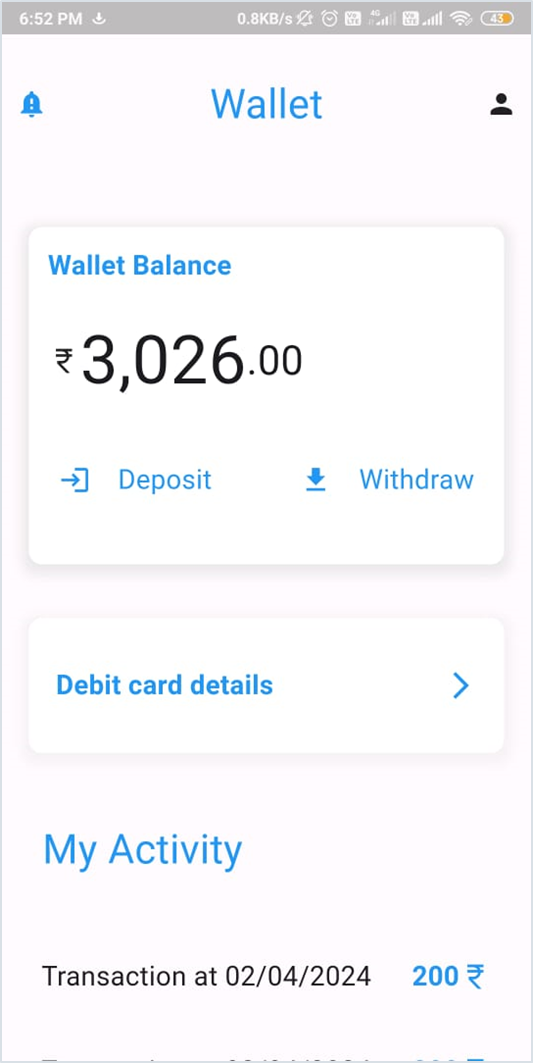 6:52 PM 0.8KB/s 4G 43
Wallet
Wallet Balance
₹ 3,026.00
Deposit Withdraw
Debit card details
My Activity
Transaction at 02/04/2024 200 ₹